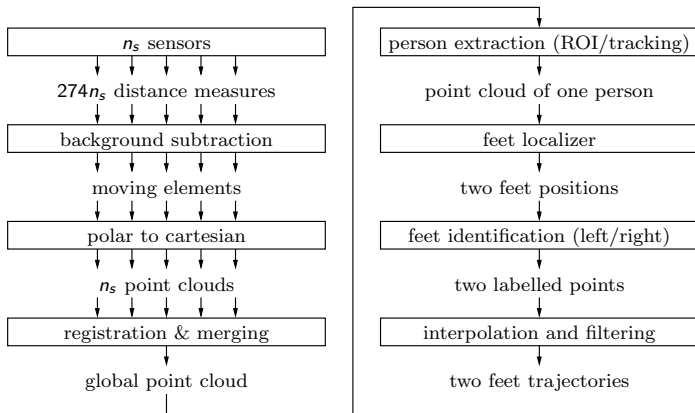 n_s sensors
274n_s distance measures
background subtraction
moving elements
polar to cartesian
n_s point clouds
registration & merging
global point cloud
person extraction (ROI/tracking)
point cloud of one person
feet localizer
two feet positions
feet identification (left/right)
two labelled points
interpolation and filtering
two feet trajectories